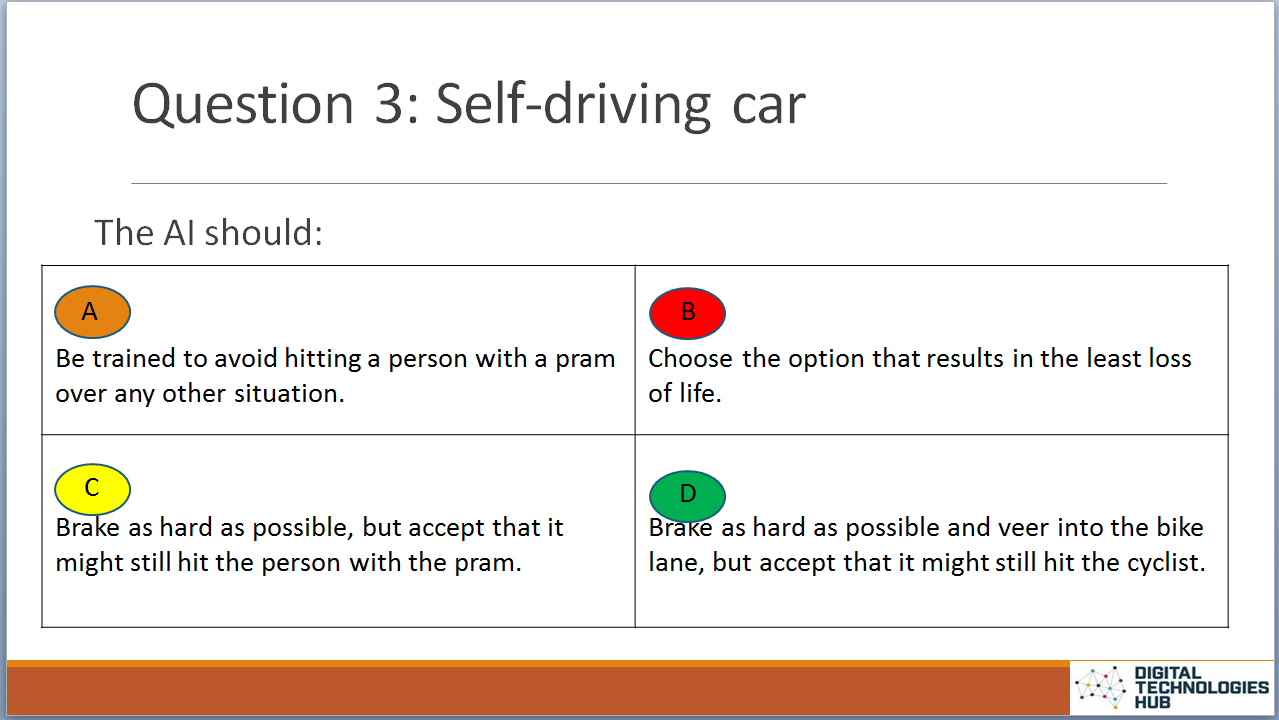 Question 3: Self-driving car
The AI should:
A
Be trained to avoid hitting a person with a pram
over any other situation.
B
Choose the option that results in the least loss
of life.
C
Brake as hard as possible, but accept that it
might still hit the person with the pram.
D
Brake as hard as possible and veer into the bike
lane, but accept that it might still hit the cyclist.
DIGITAL
TECHNOLOGIES
HUB